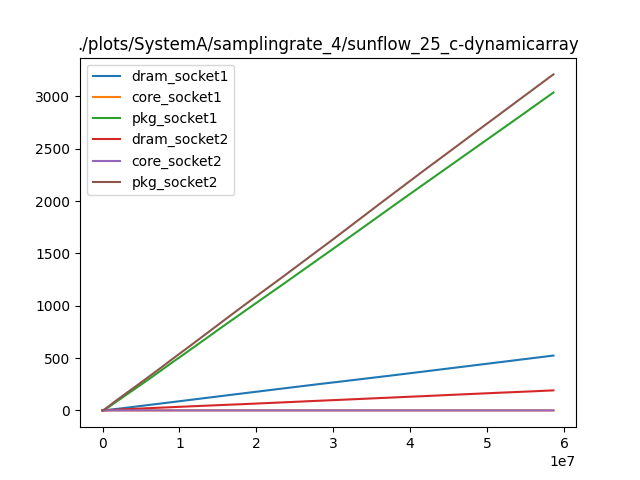 ./plots/SystemA/samplingrate_4/sunflow_25_c-dynamicarray
dram_socket1
core_socket1
pkg_socket1
dram_socket2
core_socket2
pkg_socket2
3000
2500
2000
1500
1000
500
0
0 1 2 3 4 5 6
1e7